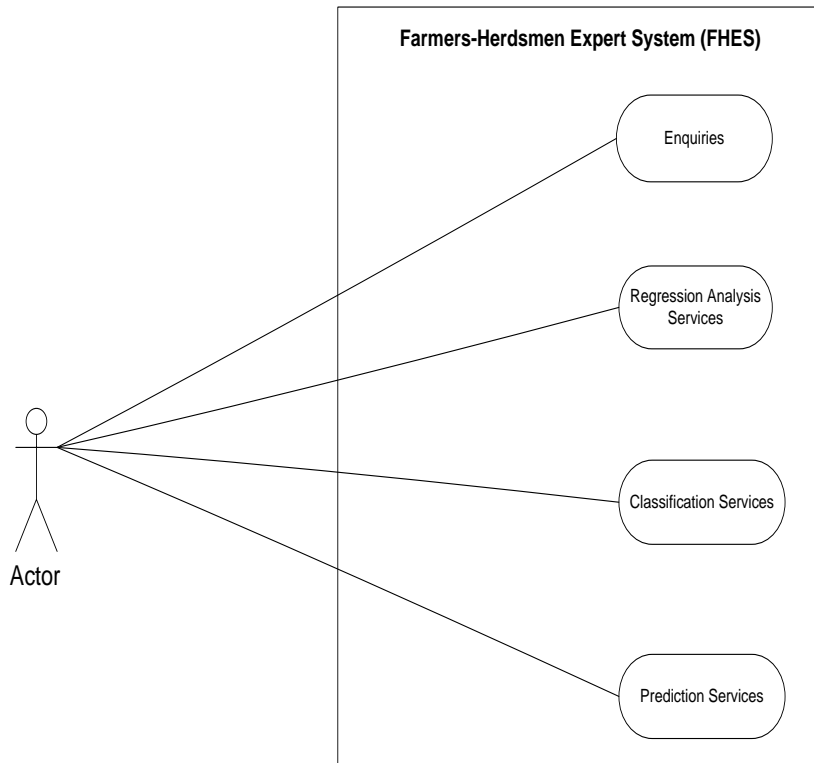 Farmers-Herdsmen Expert System (FHES)
Enquiries
Regression Analysis
Services
Classification Services
Actor
Prediction Services